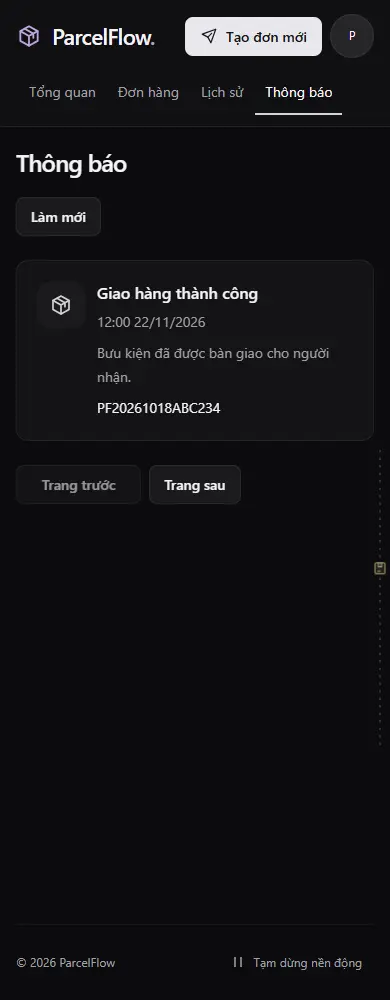 ParcelFlow.
Tạo đơn mới
P
Tổng quan
Đơn hàng
Lịch sử
Thông báo
Thông báo
Làm mới
Giao hàng thành công
12:00 22/11/2026
Bưu kiện đã được bàn giao cho người
nhận.
PF20261018ABC234
Trang trước
Trang sau
© 2026 ParcelFlow
Tạm dừng nền động